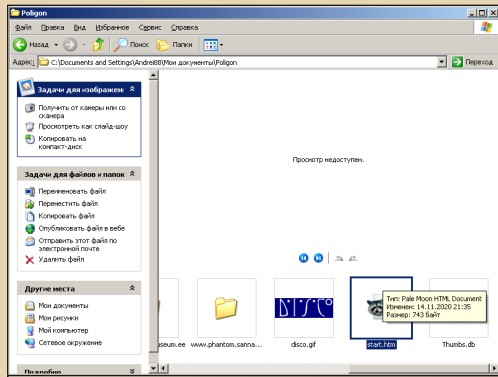 Poligon
Файл Правка Вид Избранное Сервис Справка
Назад Поиск Папки
Адрес: C:\Documents and Settings\Andrei88\Мои документы\Poligon Переход
Задачи для изображен
Получить от камеры или со
сканера
Просмотреть как слайд-шоу
Копировать на
компакт-диск
Задачи для файлов и папок
Переименовать файл
Переместить файл
Копировать файл
Опубликовать файл в вебе
Отправить этот файл по
электронной почте
Удалить файл
Другие места
Мои документы
Мои рисунки
Мой компьютер
Сетевое окружение
Подробно
Просмотр недоступен.
DISCO
Тип: Pale Moon HTML Document
Изменен: 14.11.2020 21:35
Размер: 743 байт
useum.ee www.phantom.sanna... disco.gif start.htm Thumbs.db